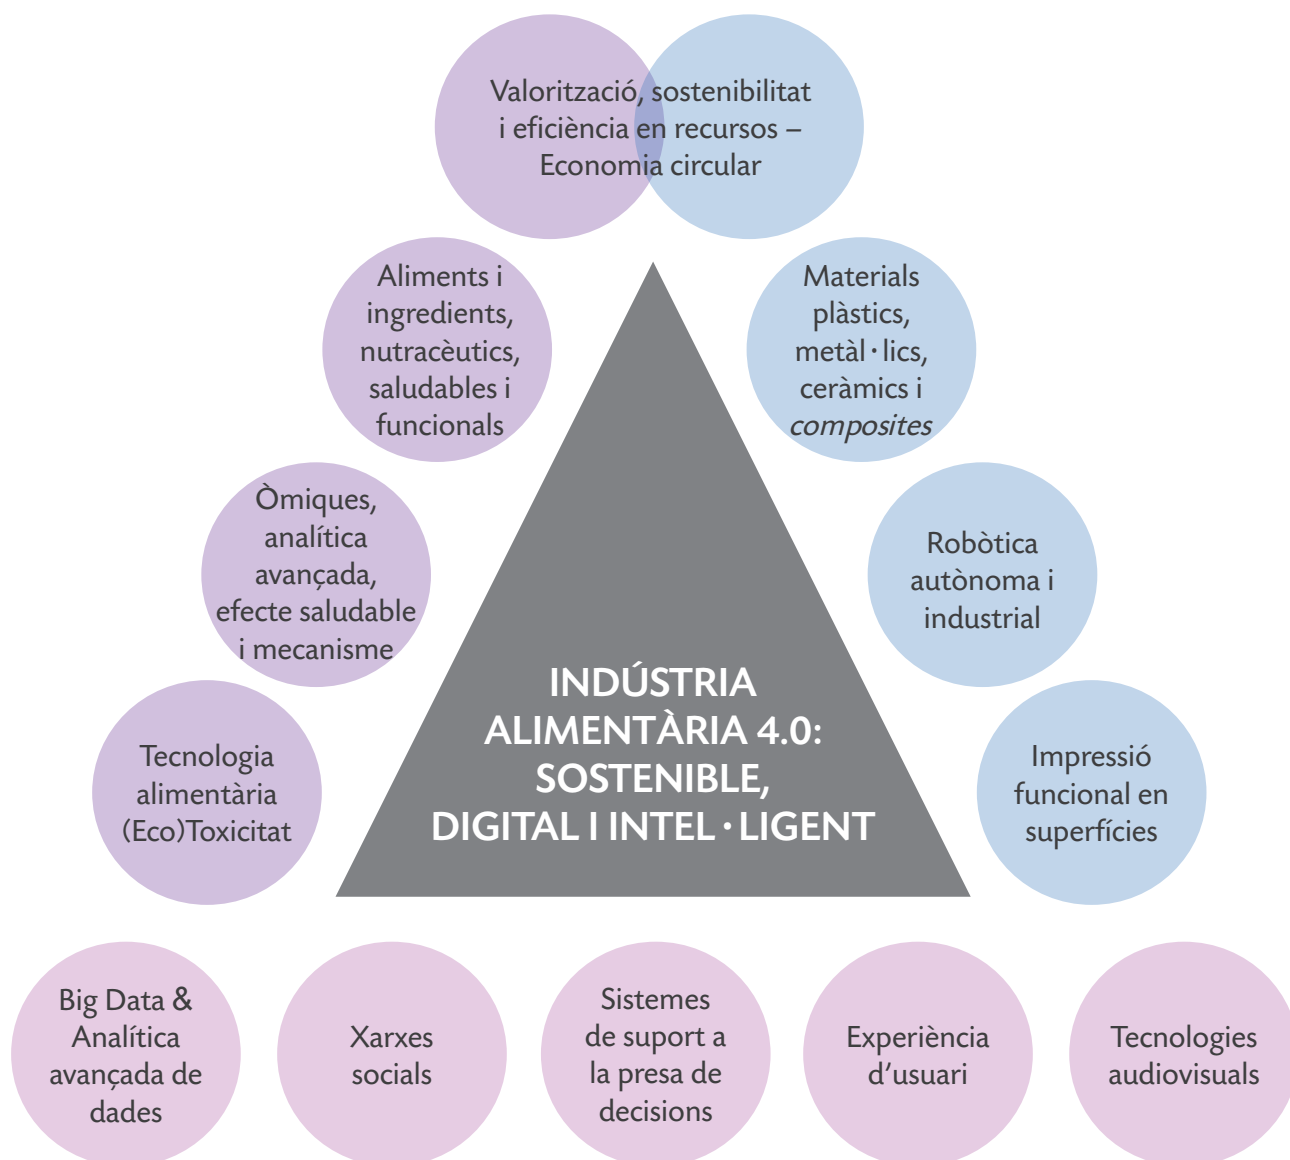 Valorització, sostenibilitat
i eficiència en recursos –
Economia circular
Aliments i
ingredients,
nutracèutics,
saludables i
funcionals
Materials
plàstics,
metàl·lics,
ceràmics i
composites
Òmiques,
analítica
avançada,
efecte saludable
i mecanisme
Robòtica
autònoma i
industrial
Tecnologia
alimentària
(Eco)Toxicitat
INDÚSTRIA
ALIMENTÀRIA 4.0:
SOSTENIBLE,
DIGITAL I INTEL·LIGENT
Impressió
funcional en
superfícies
Big Data &
Analítica
avançada de
dades
Xarxes
socials
Sistemes
de suport a
la presa de
decisions
Experiència
d’usuari
Tecnologies
audiovisuals